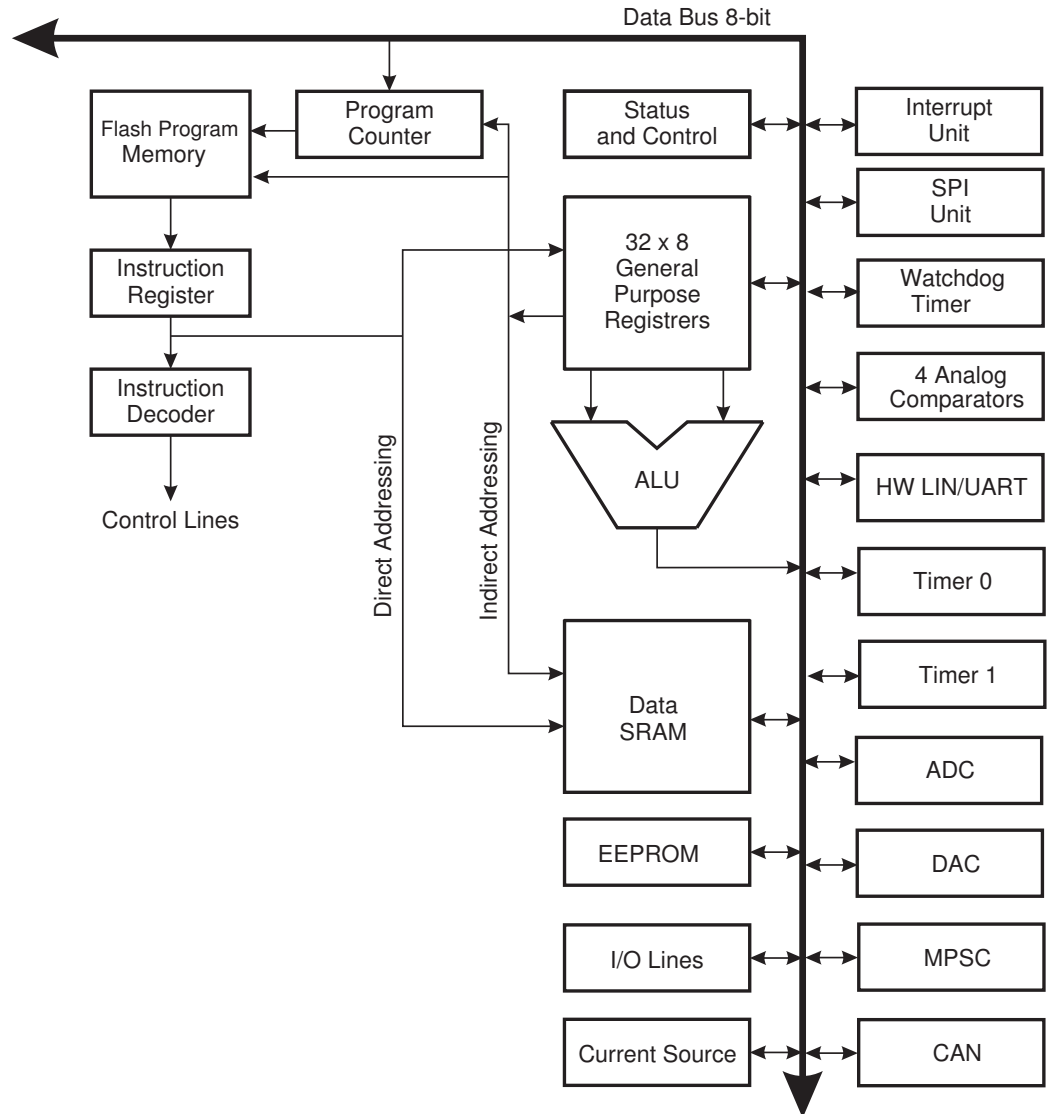 Data Bus 8-bit
Flash Program
Memory
Program
Counter
Status
and Control
Interrupt
Unit
SPI
Unit
Instruction
Register
32 x 8
General
Purpose
Registrers
Watchdog
Timer
Instruction
Decoder
4 Analog
Comparators
Control Lines
Direct Addressing
Indirect Addressing
ALU
HW LIN/UART
Timer 0
Timer 1
Data
SRAM
ADC
EEPROM
DAC
I/O Lines
MPSC
Current Source
CAN